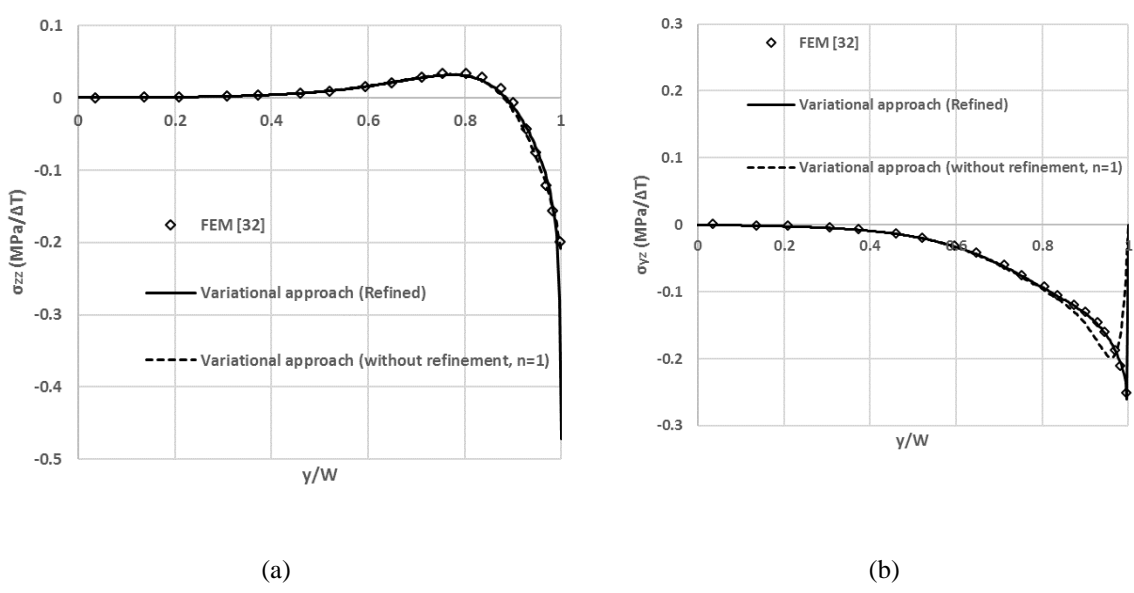 0.1
0
-0.1
-0.2
-0.3
-0.4
-0.5
0 0.2 0.4 0.6 0.8 1
σzz (MPa/ΔT)
FEM [32]
Variational approach (Refined)
Variational approach (without refinement, n=1)
y/W
(a)
0.3
0.2
0.1
0
-0.1
-0.2
-0.3
0 0.2 0.4 0.6 0.8 1
σyz (MPa/ΔT)
FEM [32]
Variational approach (Refined)
Variational approach (without refinement, n=1)
y/W
(b)